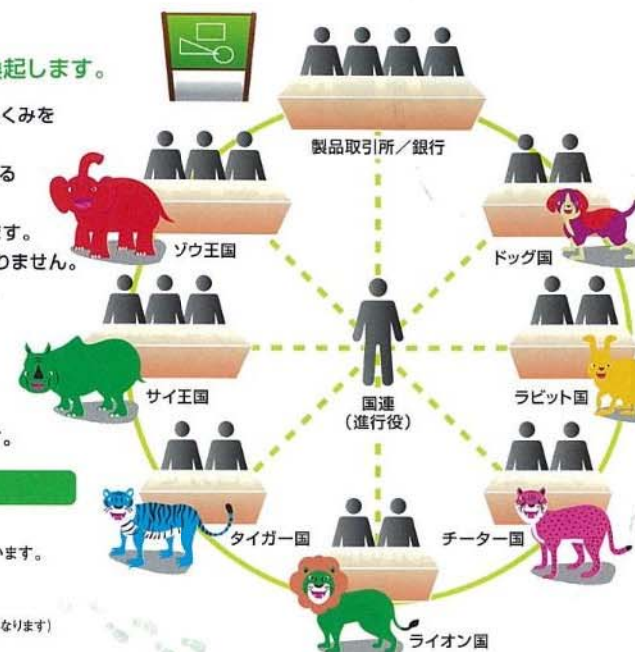 起します。
くみを
る
す。
りません。
す。
います。
なります)
製品取引所/銀行
ゾウ王国
ドッグ国
サイ王国
国連
(進行役)
ラビット国
タイガー国
チーター国
ライオン国